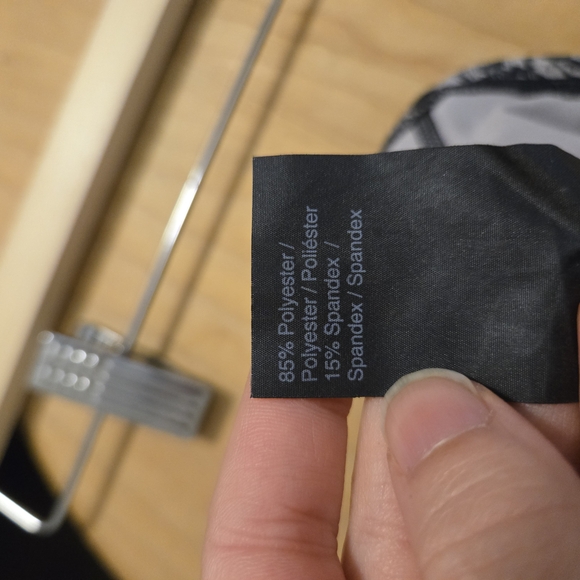 85% Polyester /
Polyester / Poliéster
15% Spandex /
Spandex / Spandex